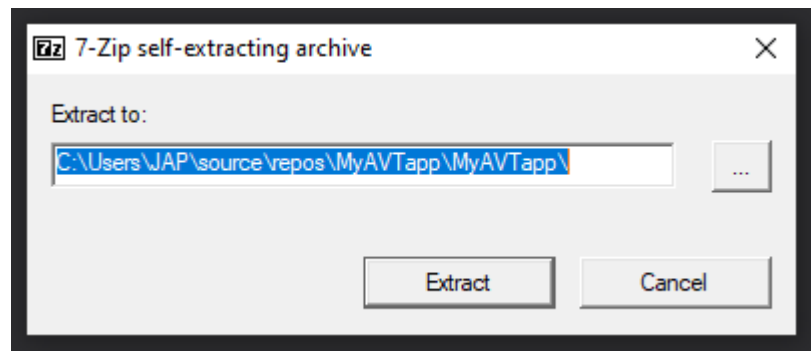 7z 7-Zip self-extracting archive
Extract to:
C:\Users\JAP\source\repos\MyAVTapp\MyAVTapp\
...
Extract Cancel